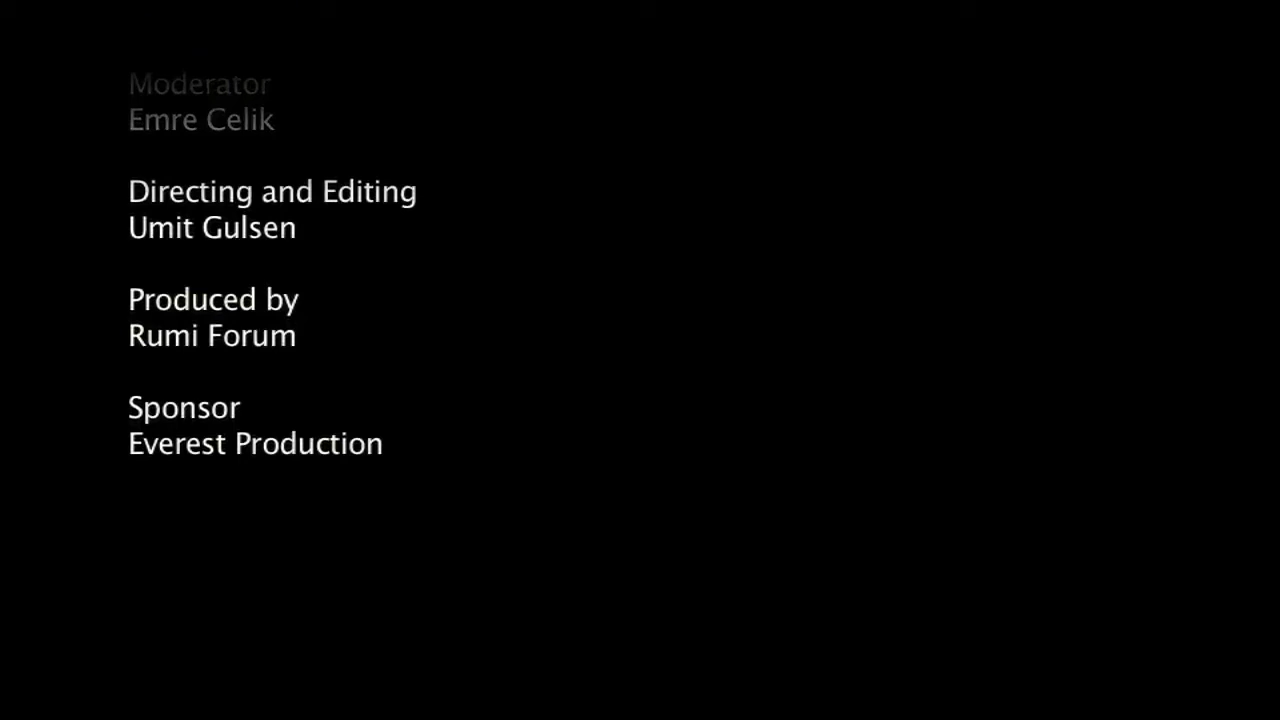 Moderator
Emre Celik
Directing and Editing
Umit Gulsen
Produced by
Rumi Forum
Sponsor
Everest Production